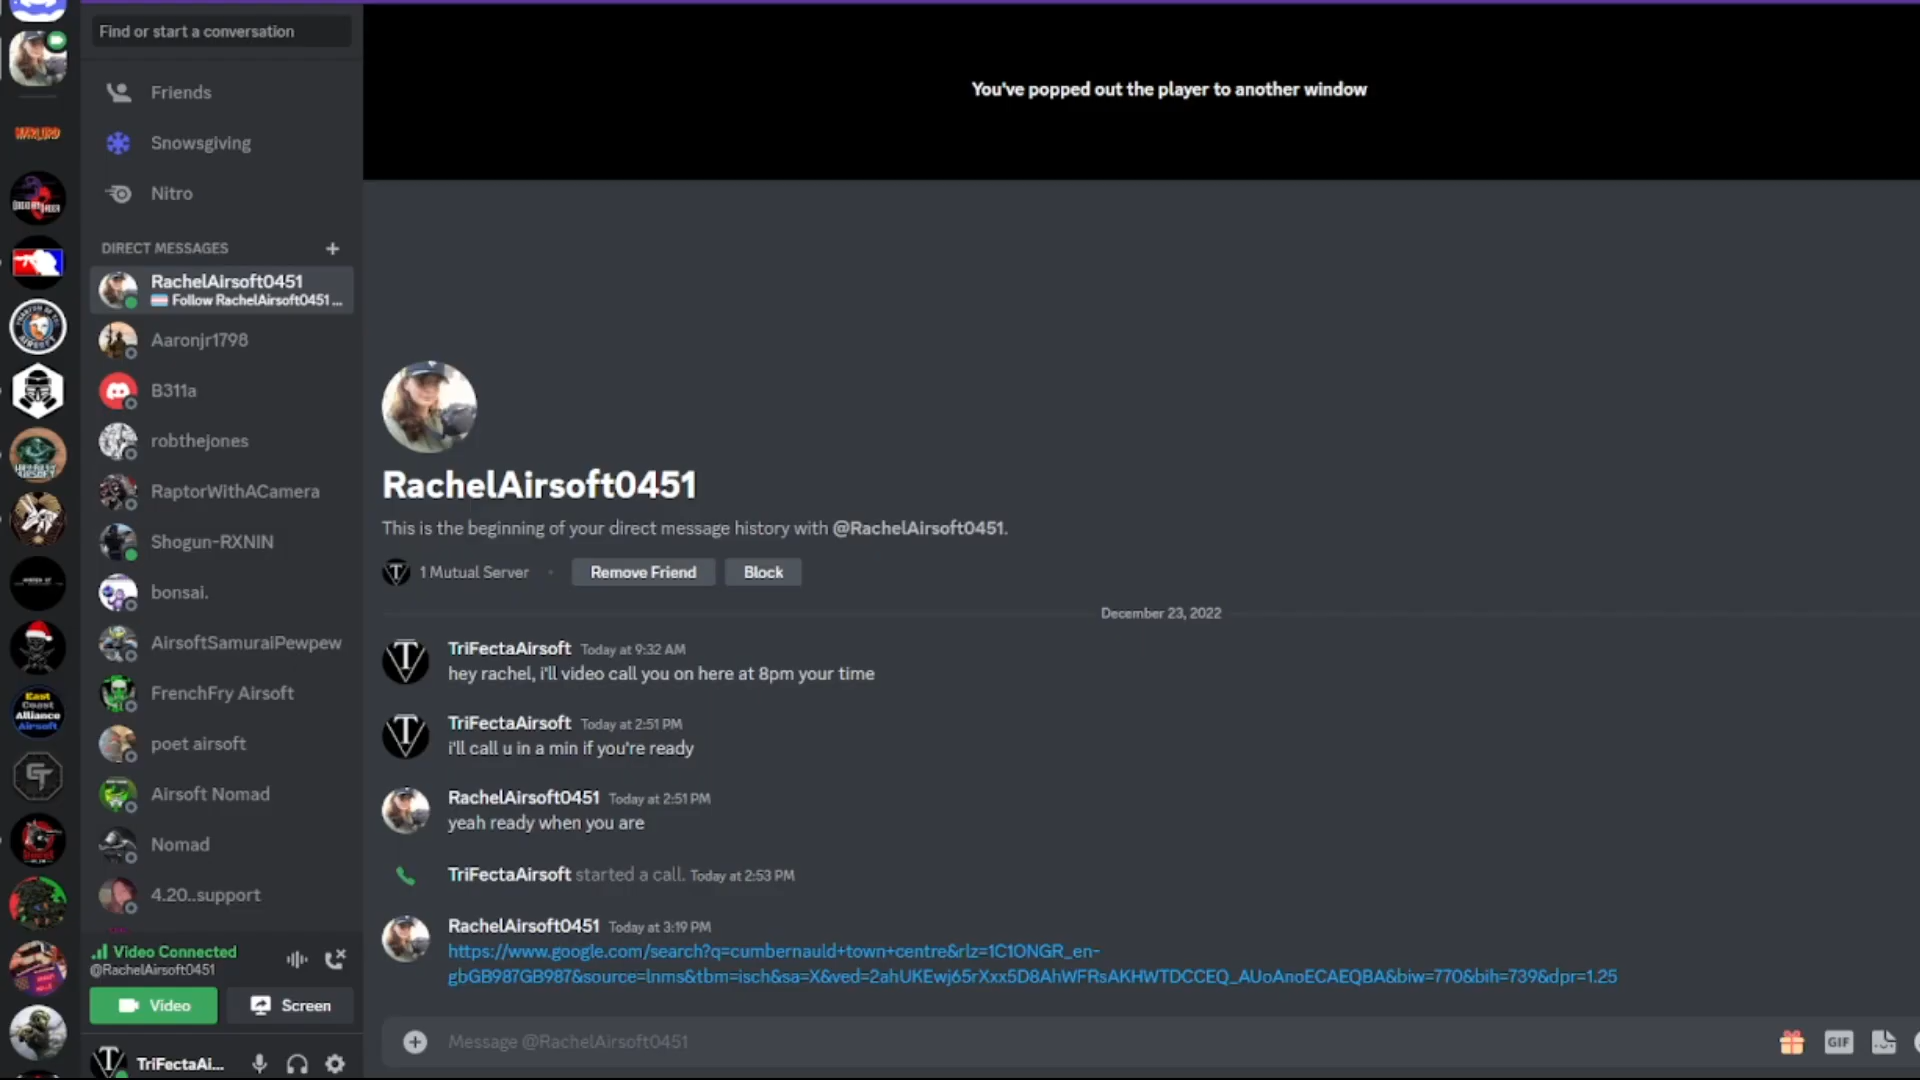 Find or start a conversation
Friends
Snowsgiving
Nitro
DIRECT MESSAGES
RachelAirsoft0451
Follow RachelAirsoft0451...
Aaronjr1798
B311a
robthejones
RaptorWithACamera
Shogun-RXNIN
bonsai.
AirsoftSamuraiPewpew
FrenchFry Airsoft
poet airsoft
Airsoft Nomad
Nomad
4.20..support
Video Connected
@RachelAirsoft0451
Video
Screen
TriFectaAi...
WARLORD
East
Coast
Alliance
Airsoft
GT
You've popped out the player to another window
RachelAirsoft0451
This is the beginning of your direct message history with @RachelAirsoft0451.
1 Mutual Server
Remove Friend
Block
December 23, 2022
TriFectaAirsoft Today at 9:32 AM
hey rachel, i'll video call you on here at 8pm your time
TriFectaAirsoft Today at 2:51 PM
i'll call u in a min if you're ready
RachelAirsoft0451 Today at 2:51 PM
yeah ready when you are
TriFectaAirsoft started a call. Today at 2:53 PM
RachelAirsoft0451 Today at 3:19 PM
https://www.google.com/search?q=cumbernauld+town+centre&rlz=1C1ONGR_en-
gbGB987GB987&source=lnms&tbm=isch&sa=X&ved=2ahUKEwj65rXxx5D8AhWFRsAKHWTDCCEQ_AUoAnoECAEQBA&biw=770&bih=739&dpr=1.25
Message @RachelAirsoft0451
GIF